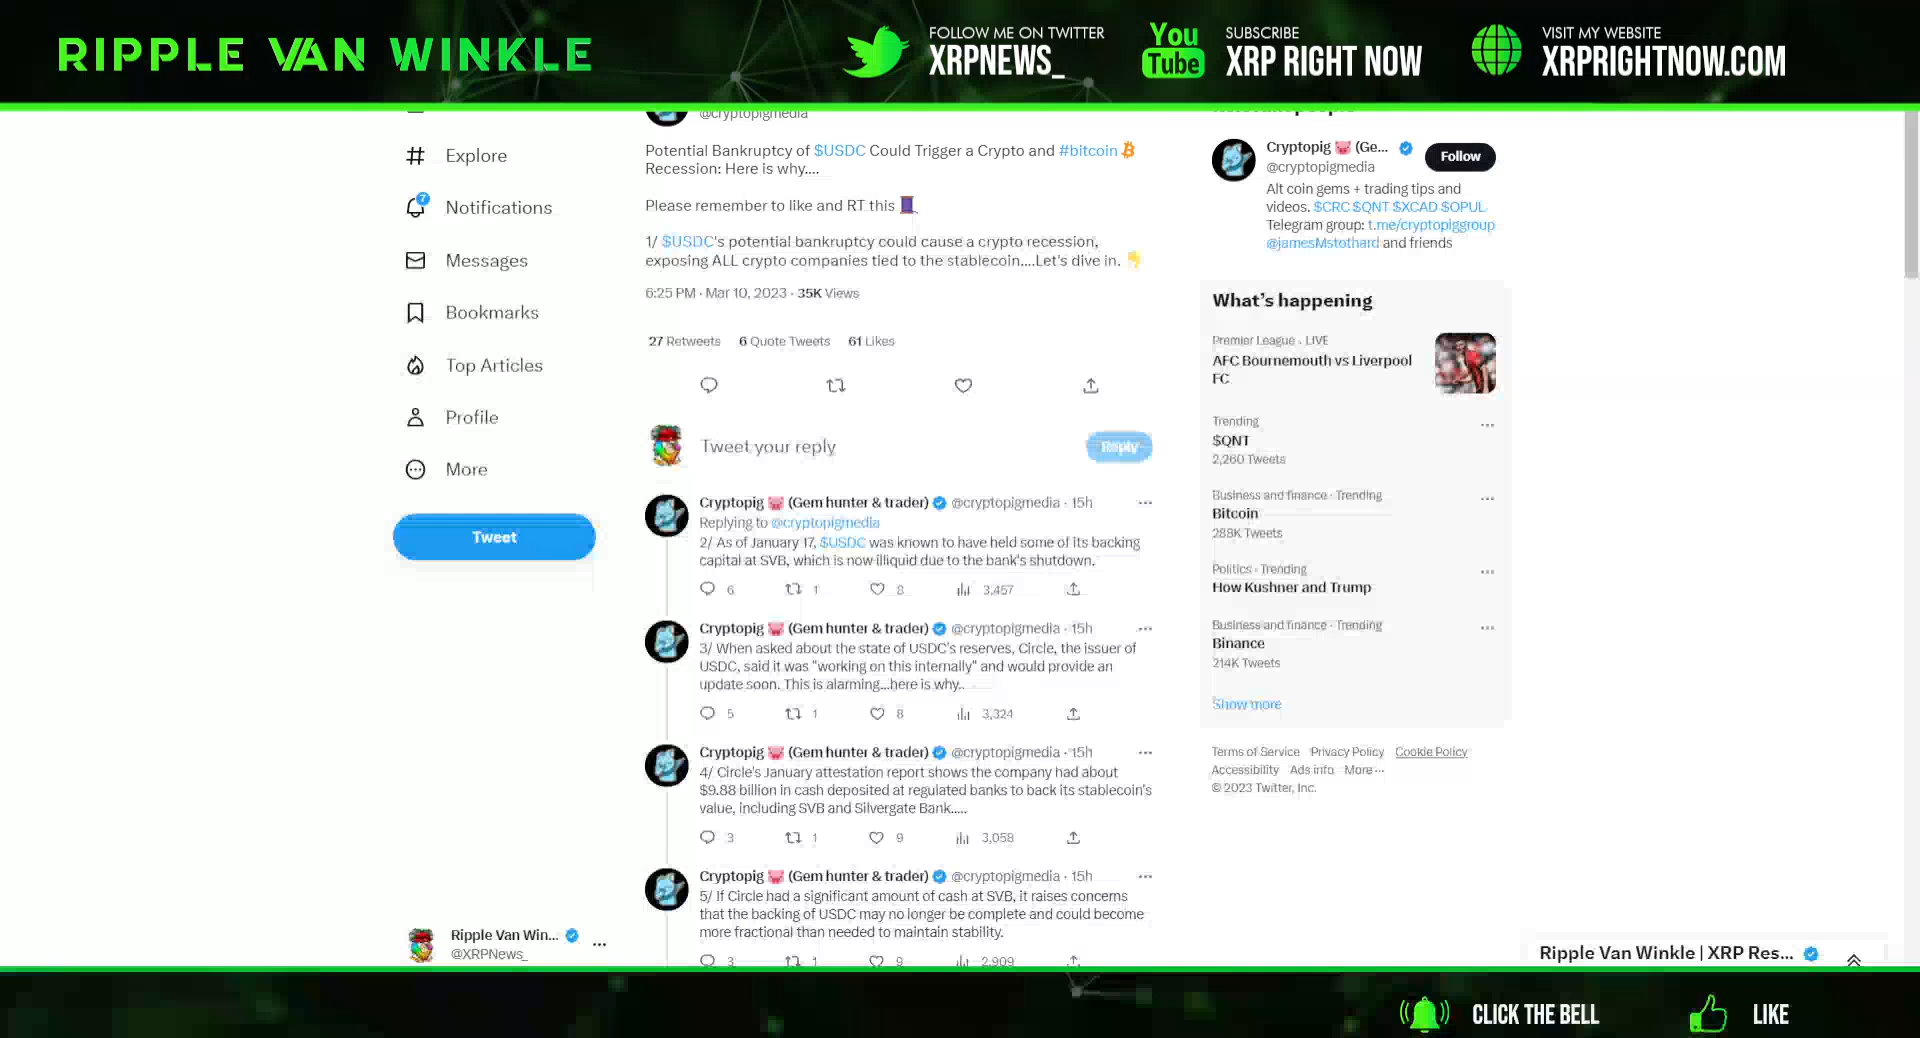 RIPPLE VAN WINKLE
FOLLOW ME ON TWITTER
XRPNEWS_
You
Tube
SUBSCRIBE
XRP RIGHT NOW
VISIT MY WEBSITE
XRPRIGHTNOW.COM
Explore
7
Notifications
Messages
Bookmarks
Top Articles
Profile
More
Tweet
Ripple Van Win...
@XRPNews_
@cryptopigmedia
Potential Bankruptcy of $USDC Could Trigger a Crypto and #bitcoin
Recession: Here is why....
Please remember to like and RT this
1/ $USDC's potential bankruptcy could cause a crypto recession,
exposing ALL crypto companies tied to the stablecoin....Let's dive in.
6:25 PM · Mar 10, 2023 · 35K Views
27 Retweets 6 Quote Tweets 61 Likes
Tweet your reply
Reply
Cryptopig (Gem hunter & trader) @cryptopigmedia · 15h
Replying to @cryptopigmedia
2/ As of January 17, $USDC was known to have held some of its backing
capital at SVB, which is now illiquid due to the bank's shutdown.
6 1 8 3,457
Cryptopig (Gem hunter & trader) @cryptopigmedia · 15h
3/ When asked about the state of USDC's reserves, Circle, the issuer of
USDC, said it was "working on this internally" and would provide an
update soon. This is alarming...here is why..
5 1 8 3,324
Cryptopig (Gem hunter & trader) @cryptopigmedia · 15h
4/ Circle's January attestation report shows the company had about
$9.88 billion in cash deposited at regulated banks to back its stablecoin's
value, including SVB and Silvergate Bank.....
3 1 9 3,058
Cryptopig (Gem hunter & trader) @cryptopigmedia · 15h
5/ If Circle had a significant amount of cash at SVB, it raises concerns
that the backing of USDC may no longer be complete and could become
more fractional than needed to maintain stability.
3 1 9 2,909
Cryptopig (Ge...
Follow
@cryptopigmedia
Alt coin gems + trading tips and
videos. $CRC $QNT $XCAD $OPUL
Telegram group: t.me/cryptopiggroup
@jamesMstothard and friends
What's happening
Premier League · LIVE
AFC Bournemouth vs Liverpool
FC
Trending
$QNT
2,260 Tweets
Business and finance · Trending
Bitcoin
288K Tweets
Politics · Trending
How Kushner and Trump
Business and finance · Trending
Binance
214K Tweets
Show more
Terms of Service Privacy Policy Cookie Policy
Accessibility Ads info More ...
© 2023 Twitter, Inc.
Ripple Van Winkle | XRP Res...
CLICK THE BELL
LIKE